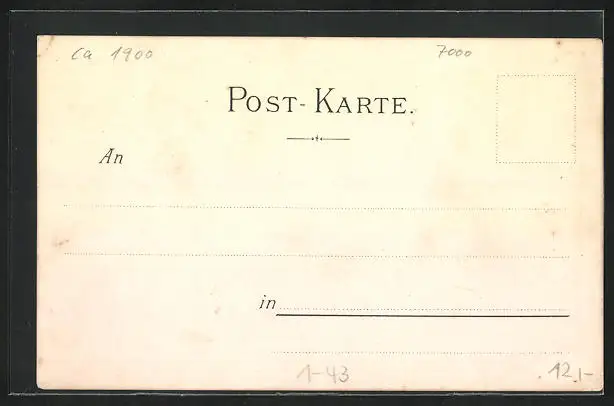 ca 1900 7000
POST-KARTE.
An
in
1-43 12,-